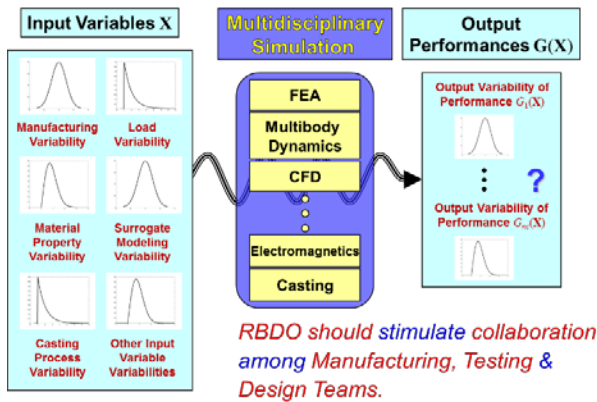 Input Variables X
Manufacturing
Variability
Load
Variability
Material
Property
Variability
Surrogate
Modeling
Variability
Casting
Process
Variability
Other Input
Variable
Variabilities
Multidisciplinary
Simulation
FEA
Multibody
Dynamics
CFD
Electromagnetics
Casting
Output
Performances G(X)
Output Variability of
Performance G1(X)
?
Output Variability of
Performance Gm(X)
RBDO should stimulate collaboration
among Manufacturing, Testing &
Design Teams.